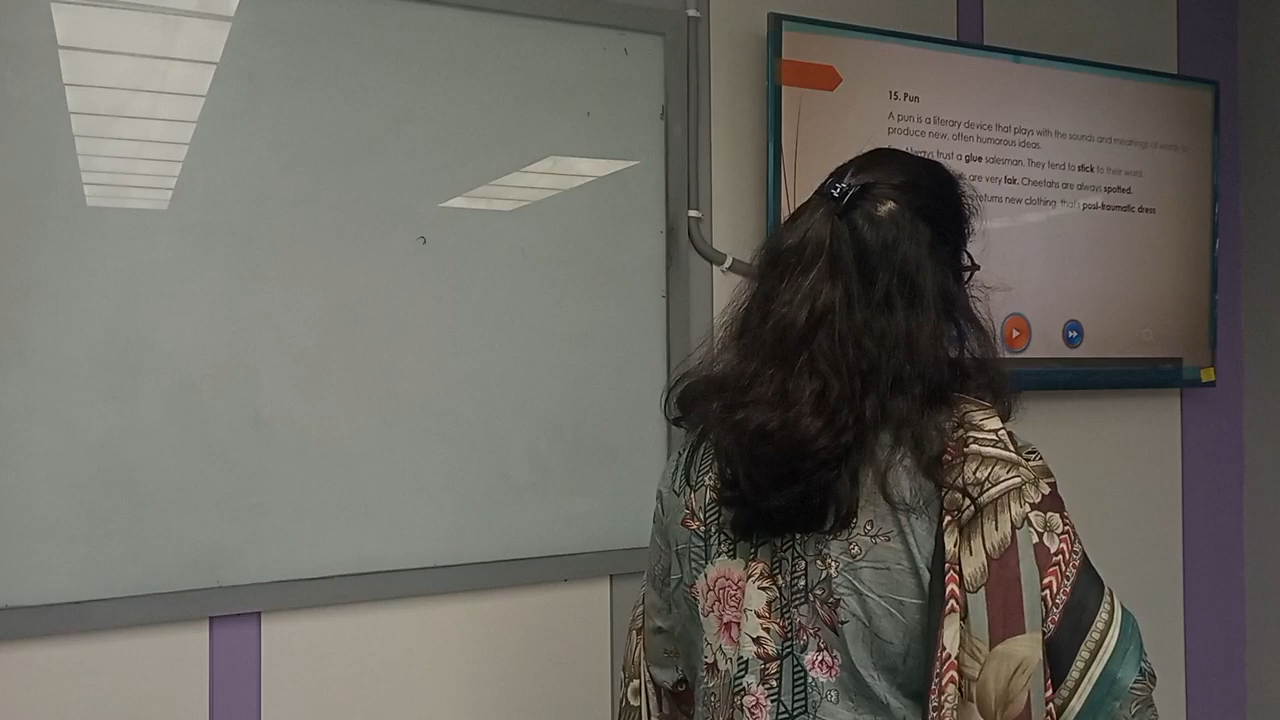 15. Pun
A pun is a literary device that plays with the sounds and meanings of words to
produce new, often humorous ideas.
Always trust a glue salesman. They tend to stick to their word.
are very fair. Cheetahs are always spotted.
returns new clothing, that's post-traumatic dress